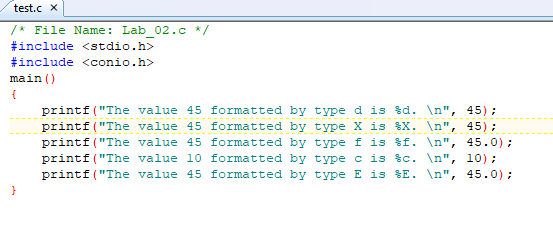 test.c ×
/* File Name: Lab_02.c */
#include <stdio.h>
#include <conio.h>
main()
{
    printf("The value 45 formatted by type d is %d. \n", 45);
    printf("The value 45 formatted by type X is %X. \n", 45);
    printf("The value 45 formatted by type f is %f. \n", 45.0);
    printf("The value 10 formatted by type c is %c. \n", 10);
    printf("The value 45 formatted by type E is %E. \n", 45.0);
}